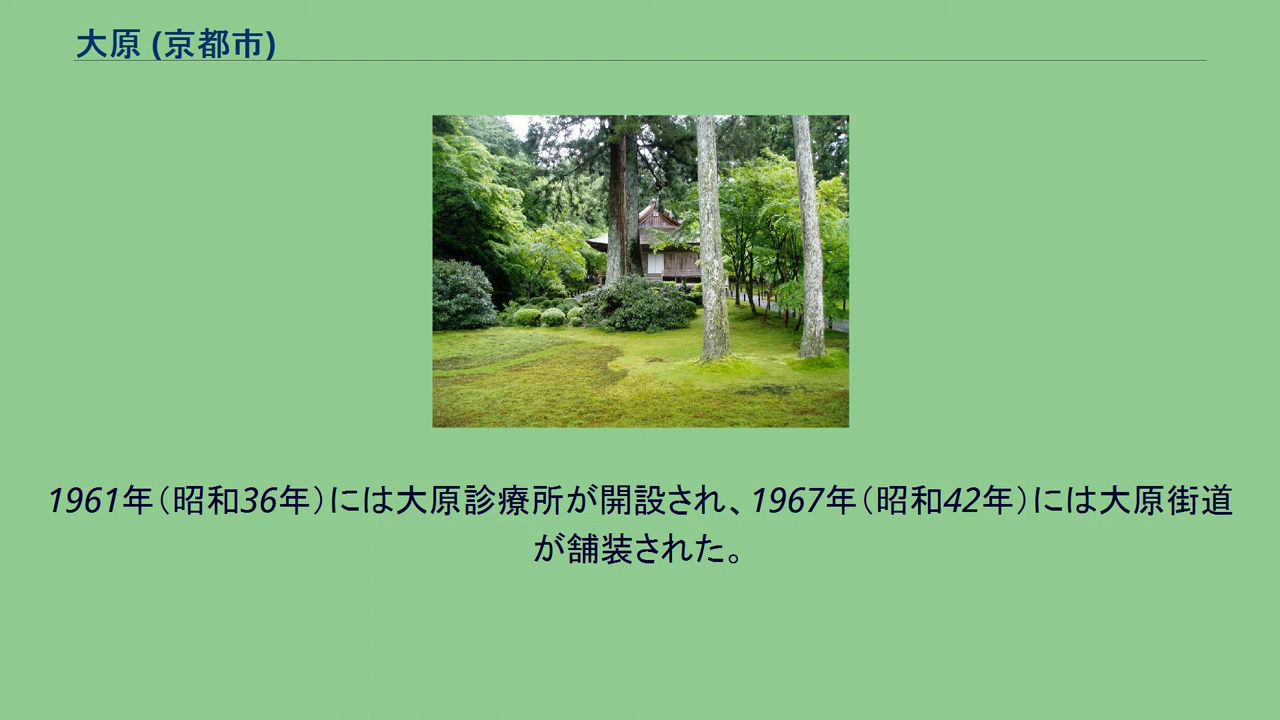 大原 (京都市)
1961年（昭和36年）には大原診療所が開設され、1967年（昭和42年）には大原街道
が舗装された。